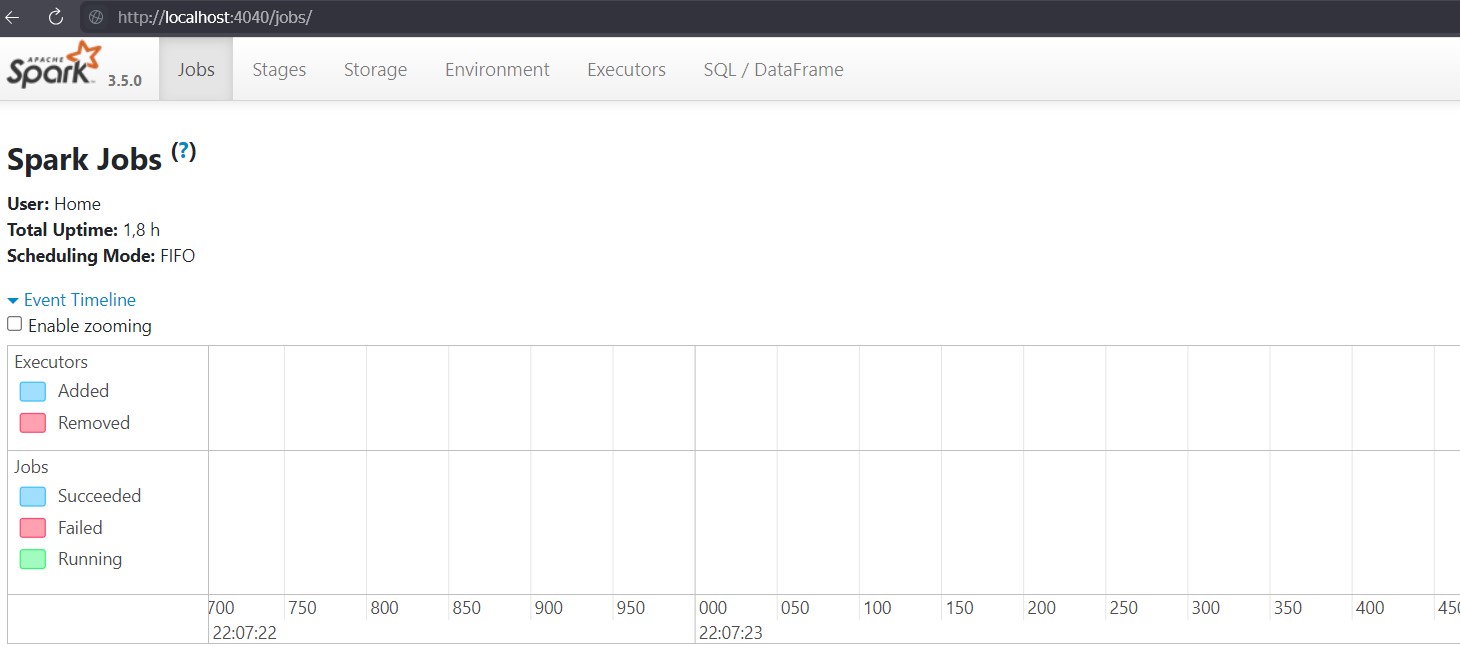 http://localhost:4040/jobs/
APACHE
Spark 3.5.0 Jobs Stages Storage Environment Executors SQL / DataFrame
Spark Jobs (?)
User: Home
Total Uptime: 1,8 h
Scheduling Mode: FIFO
Event Timeline
Enable zooming
Executors
Added
Removed
Jobs
Succeeded
Failed
Running
700 750 800 850 900 950 000 050 100 150 200 250 300 350 400
22:07:22 22:07:23